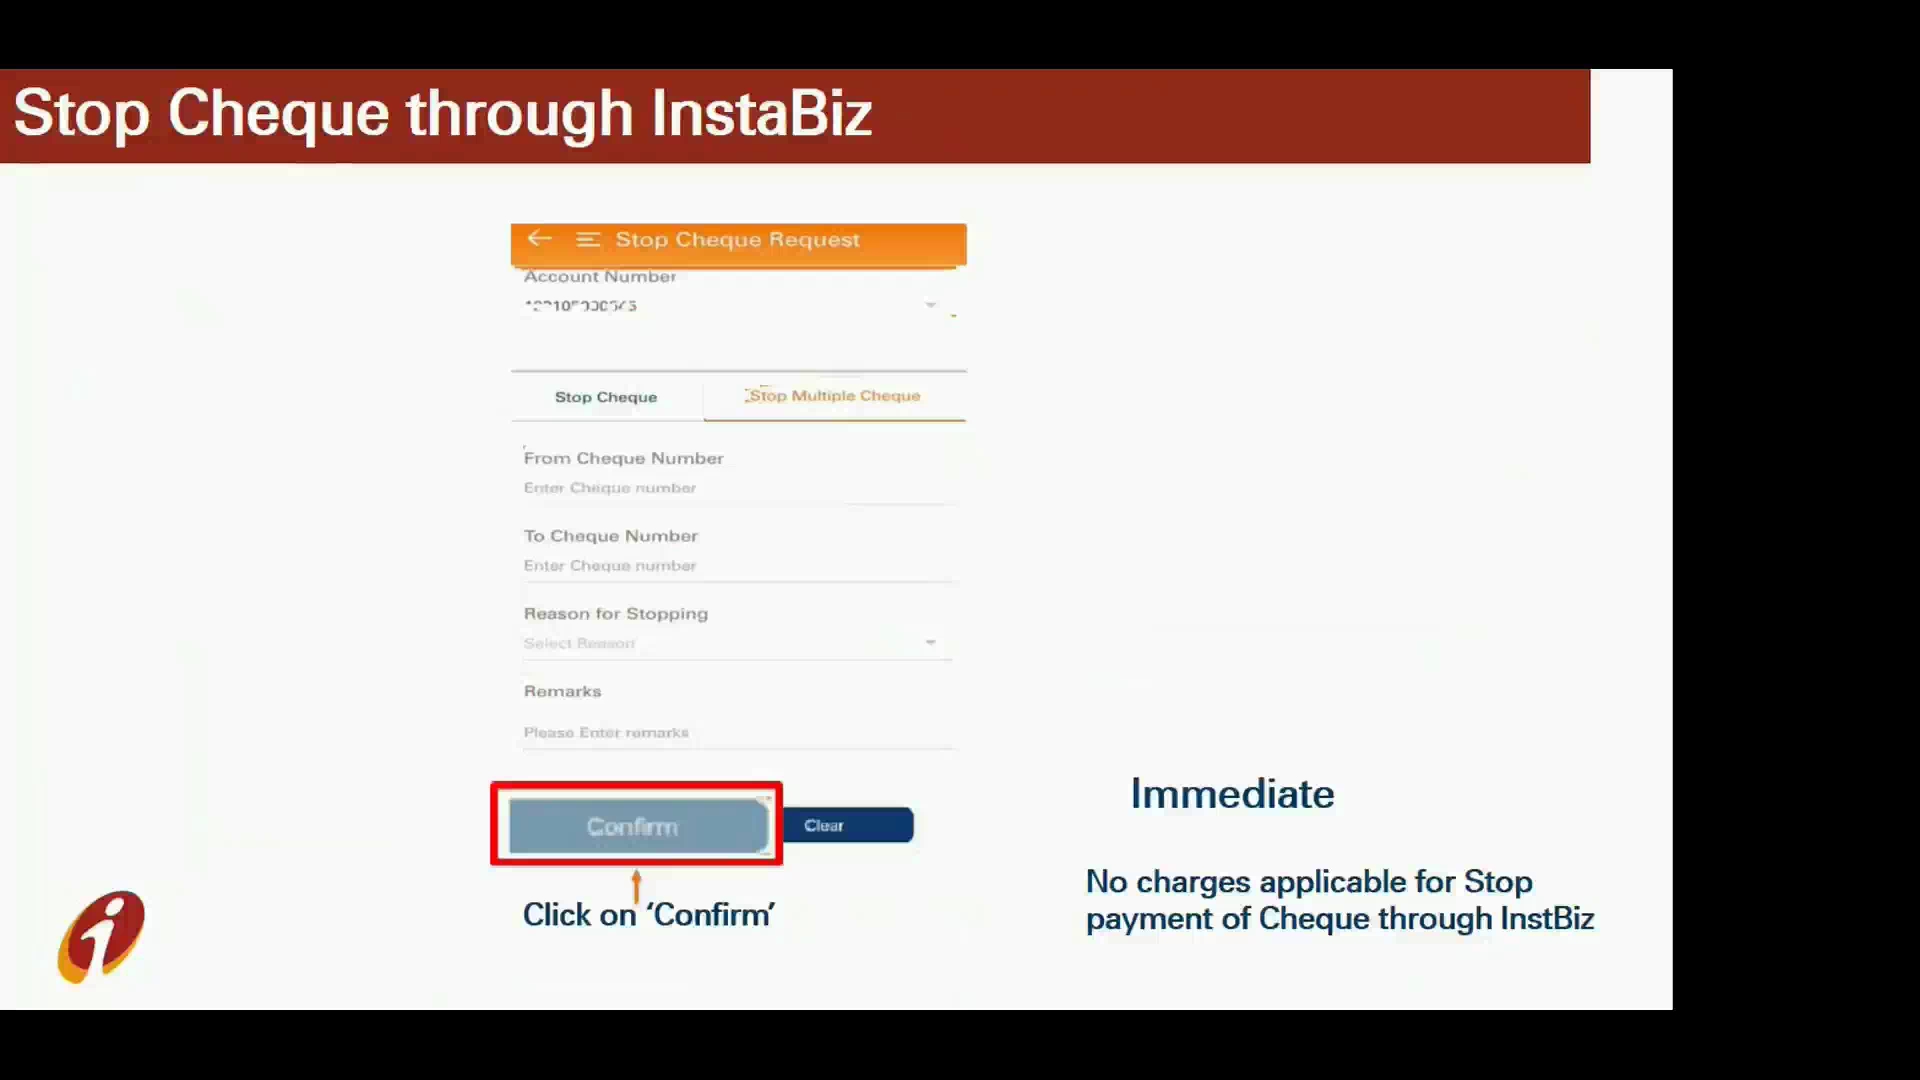 Stop Cheque through InstaBiz
Stop Cheque Request
Account Number
Stop Cheque
Stop Multiple Cheque
From Cheque Number
Enter Cheque number
To Cheque Number
Enter Cheque number
Reason for Stopping
Select Reason
Remarks
Please Enter remarks
Confirm
Clear
Click on ‘Confirm’
Immediate
No charges applicable for Stop
payment of Cheque through InstBiz